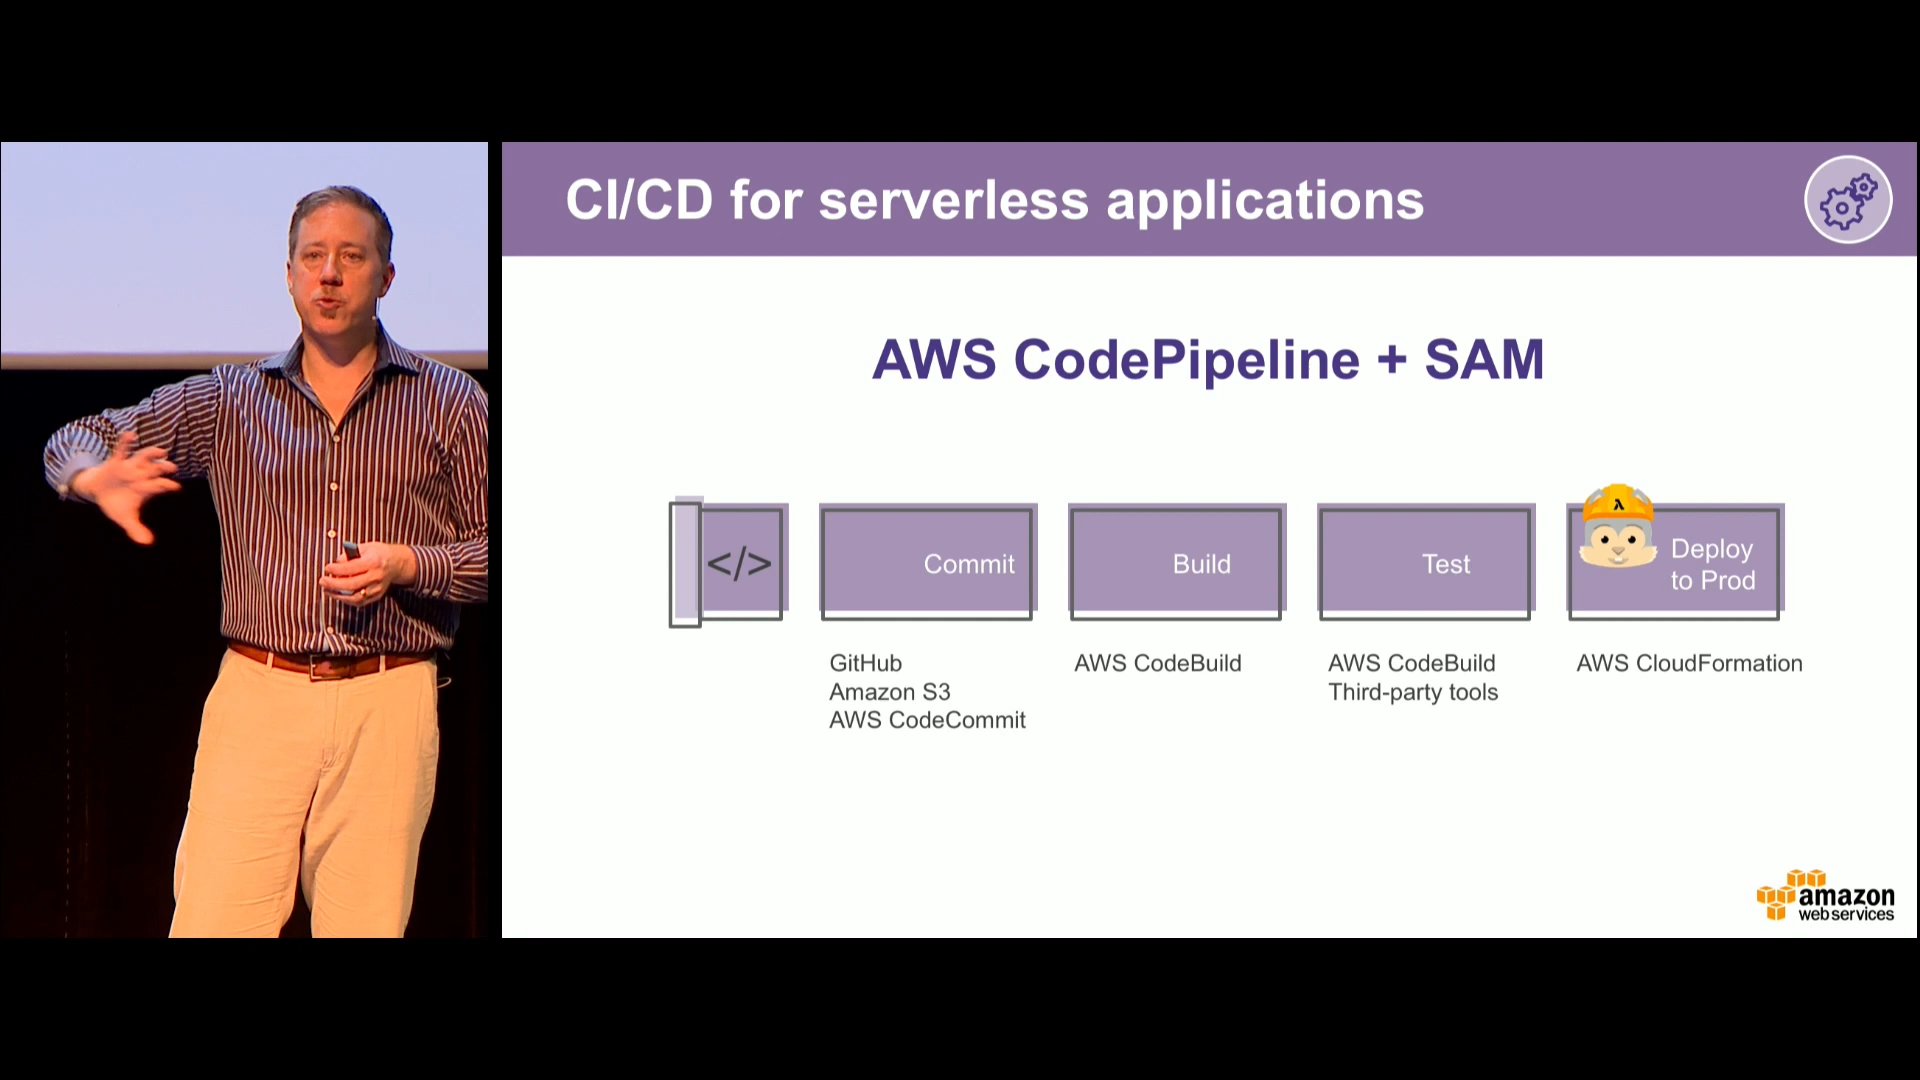 CI/CD for serverless applications
AWS CodePipeline + SAM
</>
Commit
Build
Test
λ
Deploy
to Prod
GitHub
Amazon S3
AWS CodeCommit
AWS CodeBuild
AWS CodeBuild
Third-party tools
AWS CloudFormation
amazon
webservices